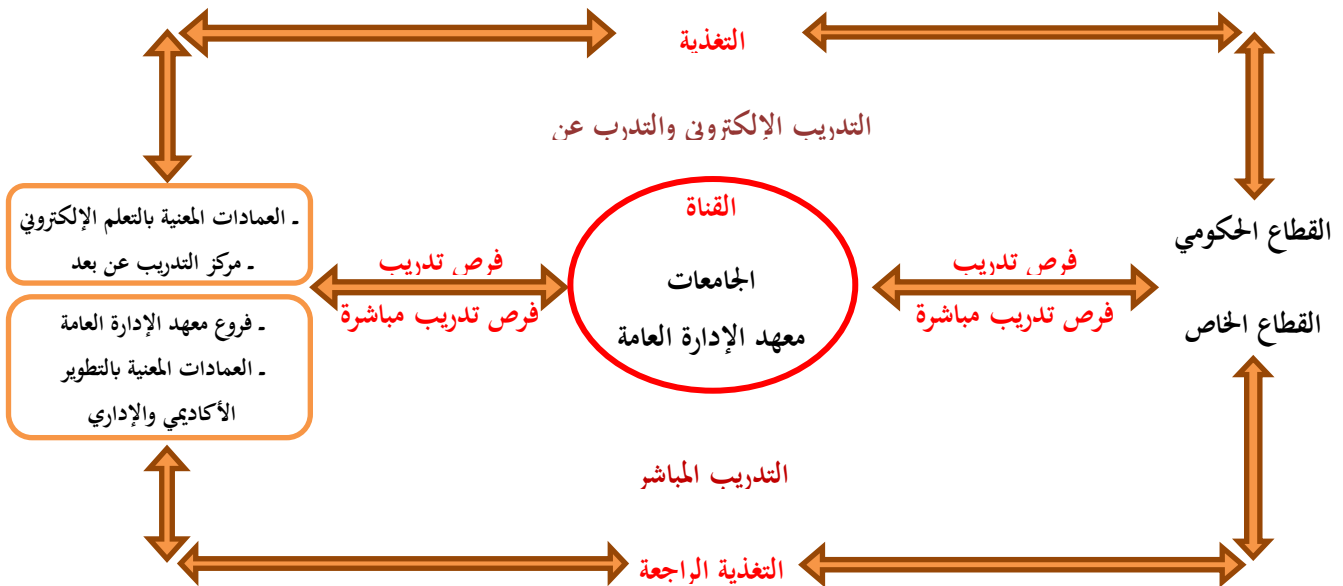 التغذية
التدريب الإلكتروني والتدرب عن
القطاع الحكومي
القطاع الخاص
فرص تدريب
فرص تدريب مباشرة
القناة
الجامعات
معهد الإدارة العامة
فرص تدريب
فرص تدريب مباشرة
ـ العمادات المعنية بالتعلم الإلكتروني
ـ مركز التدريب عن بعد
ـ فروع معهد الإدارة العامة
ـ العمادات المعنية بالتطوير
الأكاديمي والإداري
التدريب المباشر
التغذية الراجعة